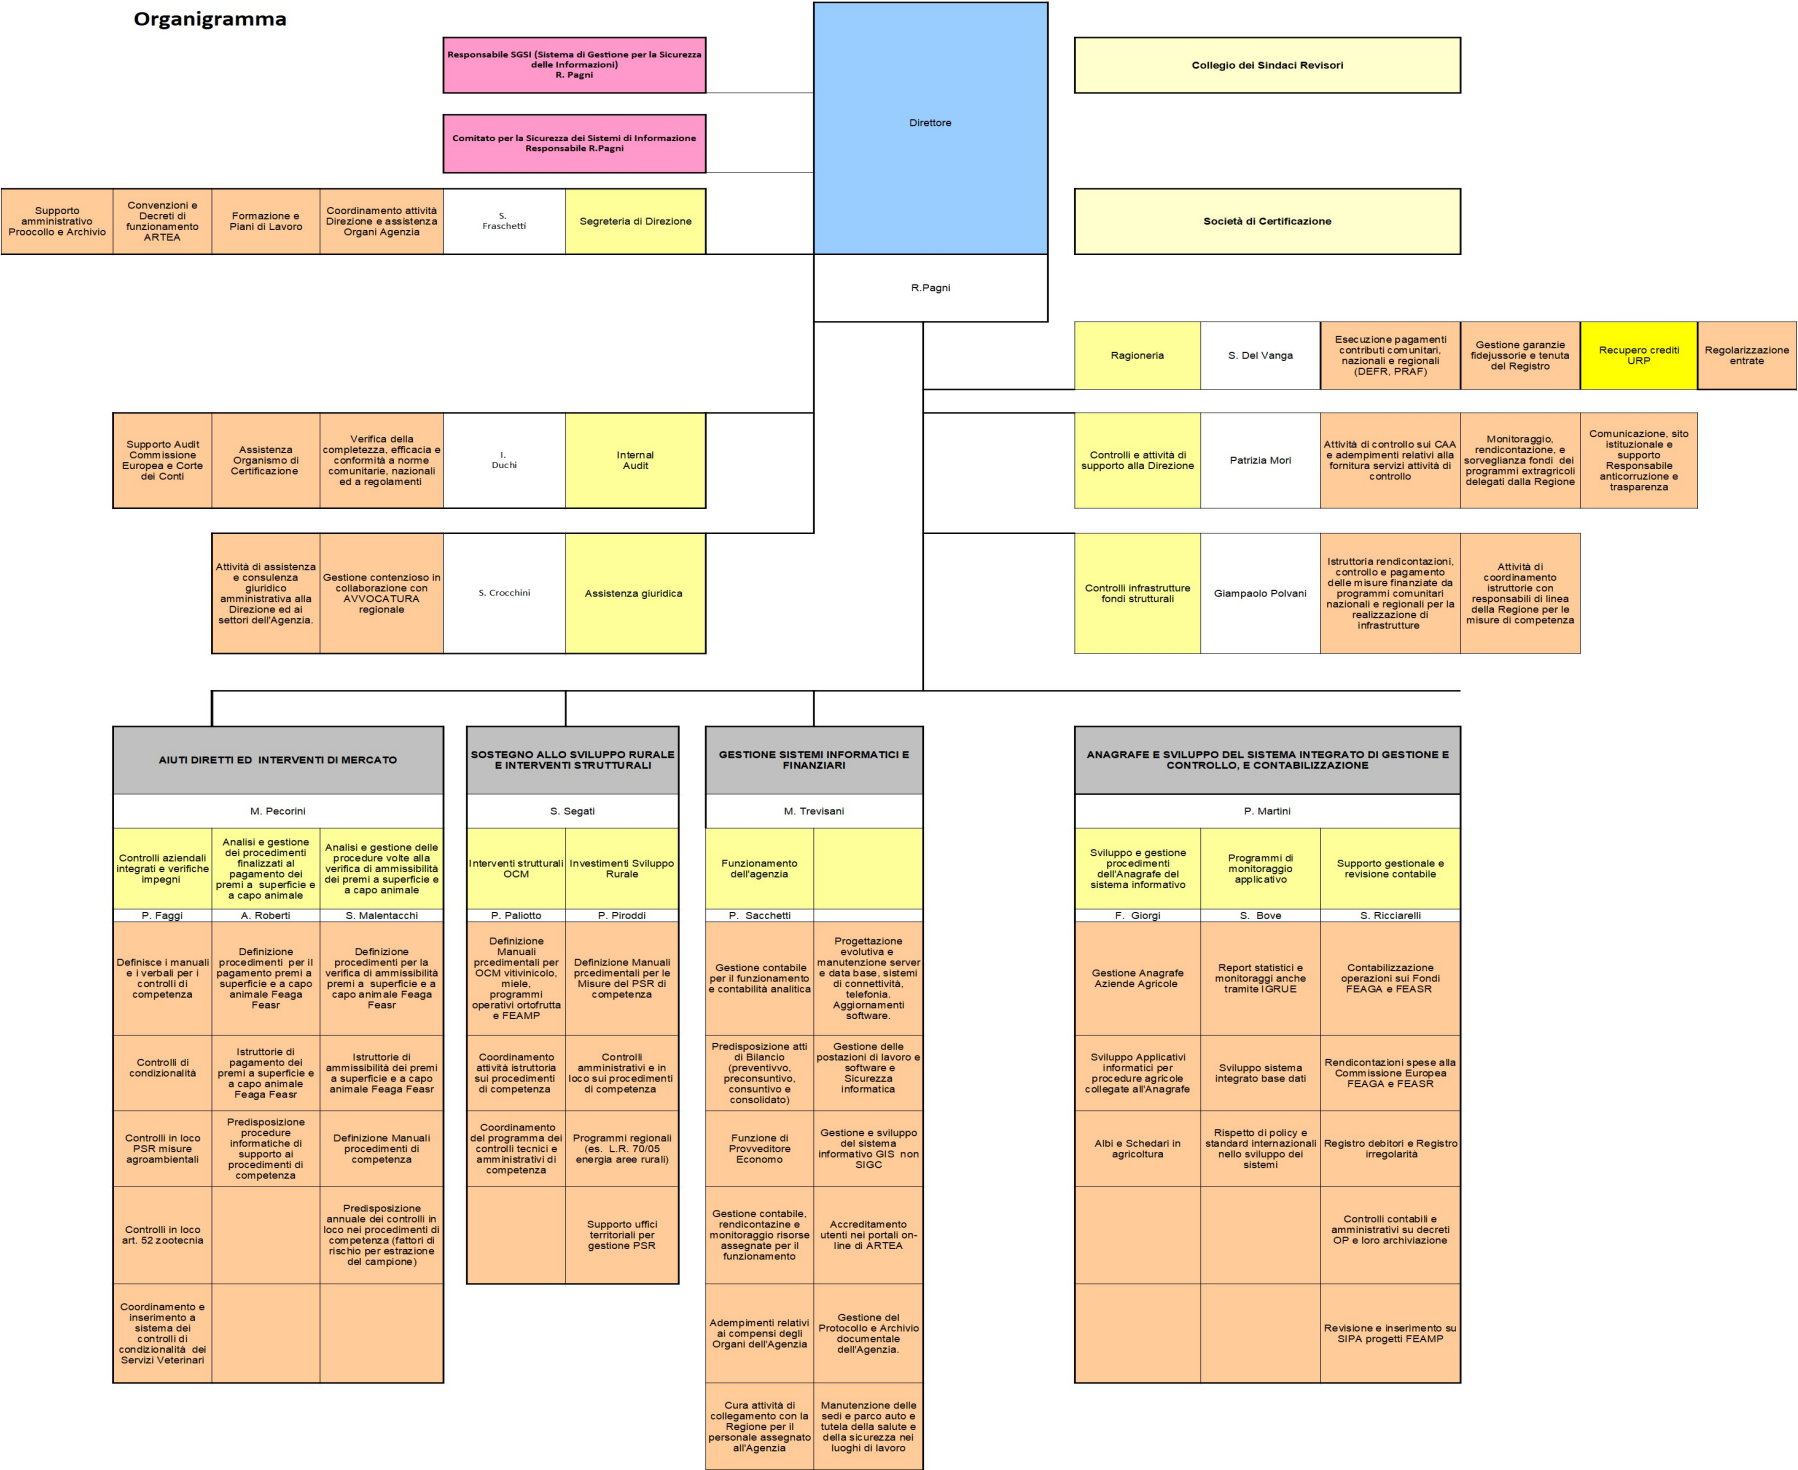 Organigramma
Responsabile SGSI (Sistema di Gestione per la Sicurezza
delle Informazioni)
R. Pagni
Collegio dei Sindaci Revisori
Direttore
Comitato per la Sicurezza dei Sistemi di Informazione
Responsabile R.Pagni
Supporto
amministrativo
Proocollo e Archivio
Convenzioni e
Decreti di
funzionamento
ARTEA
Formazione e
Piani di Lavoro
Coordinamento attività
Direzione e assistenza
Organi Agenzia
S.
Fraschetti
Segreteria di Direzione
Società di Certificazione
R.Pagni
Ragioneria
S. Del Vanga
Esecuzione pagamenti
contributi comunitari,
nazionali e regionali
(DEFR, PRAF)
Gestione garanzie
fidejussorie e tenuta
del Registro
Recupero crediti
URP
Regolarizzazione
entrate
Supporto Audit
Commissione
Europea e Corte
dei Conti
Assistenza
Organismo di
Certificazione
Verifica della
completezza, efficacia e
conformità a norme
comunitarie, nazionali
ed a regolamenti
I.
Duchi
Internal
Audit
Controlli e attività di
supporto alla Direzione
Patrizia Mori
Attività di controllo sui CAA
e adempimenti relativi alla
fornitura servizi attività di
controllo
Monitoraggio,
rendicontazione, e
sorveglianza fondi dei
programmi extragricoli
delegati dalla Regione
Comunicazione, sito
istituzionale e
supporto
Responsabile
anticorruzione e
trasparenza
Attività di assistenza
e consulenza
giuridico
amministrativa alla
Direzione ed ai
settori dell'Agenzia.
Gestione contenzioso in
collaborazione con
AVVOCATURA
regionale
S. Crocchini
Assistenza giuridica
Controlli infrastrutture
fondi strutturali
Giampaolo Polvani
Istruttoria rendicontazioni,
controllo e pagamento
delle misure finanziate da
programmi comunitari
nazionali e regionali per la
realizzazione di
infrastrutture
Attività di
coordinamento
istruttorie con
responsabili di linea
della Regione per le
misure di competenza
AIUTI DIRETTI ED INTERVENTI DI MERCATO
M. Pecorini
Controlli aziendali
integrati e verifiche
impegni
Analisi e gestione
dei procedimenti
finalizzati al
pagamento dei
premi a superficie e
a capo animale
Analisi e gestione delle
procedure volte alla
verifica di ammissibilità
dei premi a superficie e
a capo animale
P. Faggi
A. Roberti
S. Malentacchi
Definisce i manuali
e i verbali per i
controlli di
competenza
Definizione
procedimenti per il
pagamento premi a
superficie e a capo
animale Feaga
Feasr
Definizione
procedimenti per la
verifica di ammissibilità
premi a superficie e a
capo animale Feaga
Feasr
Controlli di
condizionalità
Istruttorie di
pagamento dei
premi a superficie e
a capo animale
Feaga Feasr
Istruttorie di
ammissibilità dei premi
a superficie e a capo
animale Feaga Feasr
Controlli in loco
PSR misure
agroambientali
Predisposizione
procedure
informatiche di
supporto ai
procedimenti di
competenza
Definizione Manuali
procedimenti di
competenza
Controlli in loco
art. 52 zootecnia
Predisposizione
annuale dei controlli in
loco nei procedimenti di
competenza (fattori di
rischio per estrazione
del campione)
Coordinamento e
inserimento a
sistema dei
controlli di
condizionalità dei
Servizi Veterinari
SOSTEGNO ALLO SVILUPPO RURALE
E INTERVENTI STRUTTURALI
S. Segati
Interventi strutturali
OCM
Investimenti Sviluppo
Rurale
P. Paliotto
P. Piroddi
Definizione
Manuali
prcedimentali per
OCM vitivinicolo,
miele,
programmi
operativi ortofrutta
e FEAMP
Definizione Manuali
prcedimentali per le
Misure del PSR di
competenza
Coordinamento
attività istruttoria
sui procedimenti
di competenza
Controlli
amministrativi e in
loco sui procedimenti
di competenza
Coordinamento
del programma dei
controlli tecnici e
amministrativi di
competenza
Programmi regionali
(es. L.R. 70/05
energia aree rurali)
Supporto uffici
territoriali per
gestione PSR
GESTIONE SISTEMI INFORMATICI E
FINANZIARI
M. Trevisani
Funzionamento
dell'agenzia
P. Sacchetti
Gestione contabile
per il funzionamento
e contabilità analitica
Progettazione
evolutiva e
manutenzione server
e data base, sistemi
di connettività,
telefonia.
Aggiornamenti
software.
Predisposizione atti
di Bilancio
(preventivvo,
preconsuntivo,
consuntivo e
consolidato)
Gestione delle
postazioni di lavoro e
software e
Sicurezza
informatica
Funzione di
Provveditore
Economo
Gestione e sviluppo
del sistema
informativo GIS non
SIGC
Gestione contabile,
rendicontazine e
monitoraggio risorse
assegnate per il
funzionamento
Accreditamento
utenti nei portali on-
line di ARTEA
Adempimenti relativi
ai compensi degli
Organi dell'Agenzia
Gestione del
Protocollo e Archivio
documentale
dell'Agenzia.
Cura attività di
collegamento con la
Regione per il
personale assegnato
all'Agenzia
Manutenzione delle
sedi e parco auto e
tutela della salute e
della sicurezza nei
luoghi di lavoro
ANAGRAFE E SVILUPPO DEL SISTEMA INTEGRATO DI GESTIONE E
CONTROLLO, E CONTABILIZZAZIONE
P. Martini
Sviluppo e gestione
procedimenti
dell'Anagrafe del
sistema informativo
Programmi di
monitoraggio
applicativo
Supporto gestionale e
revisione contabile
F. Giorgi
S. Bove
S. Ricciarelli
Gestione Anagrafe
Aziende Agricole
Report statistici e
monitoraggi anche
tramite IGRUE
Contabilizzazione
operazioni sui Fondi
FEAGA e FEASR
Sviluppo Applicativi
informatici per
procedure agricole
collegate all'Anagrafe
Sviluppo sistema
integrato base dati
Rendicontazioni spese alla
Commissione Europea
FEAGA e FEASR
Albi e Schedari in
agricoltura
Rispetto di policy e
standard internazionali
nello sviluppo dei
sistemi
Registro debitori e Registro
irregolarità
Controlli contabili e
amministrativi su decreti
OP e loro archiviazione
Revisione e inserimento su
SIPA progetti FEAMP